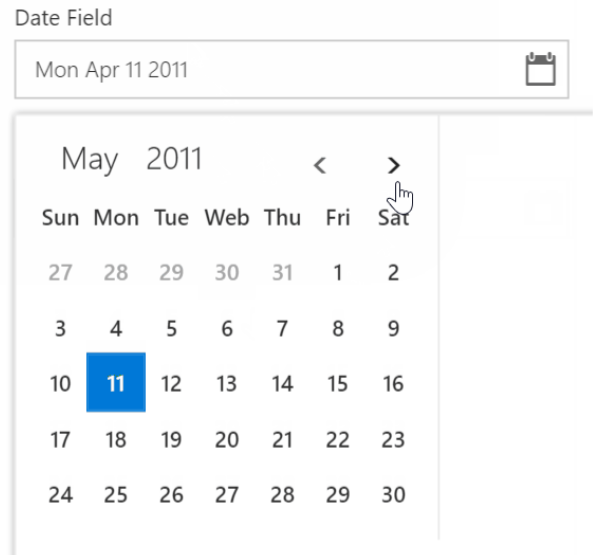 Date Field
Mon Apr 11 2011
May 2011
Sun Mon Tue Web Thu Fri Sat
27 28 29 30 31 1 2
3 4 5 6 7 8 9
10 11 12 13 14 15 16
17 18 19 20 21 22 23
24 25 26 27 28 29 30